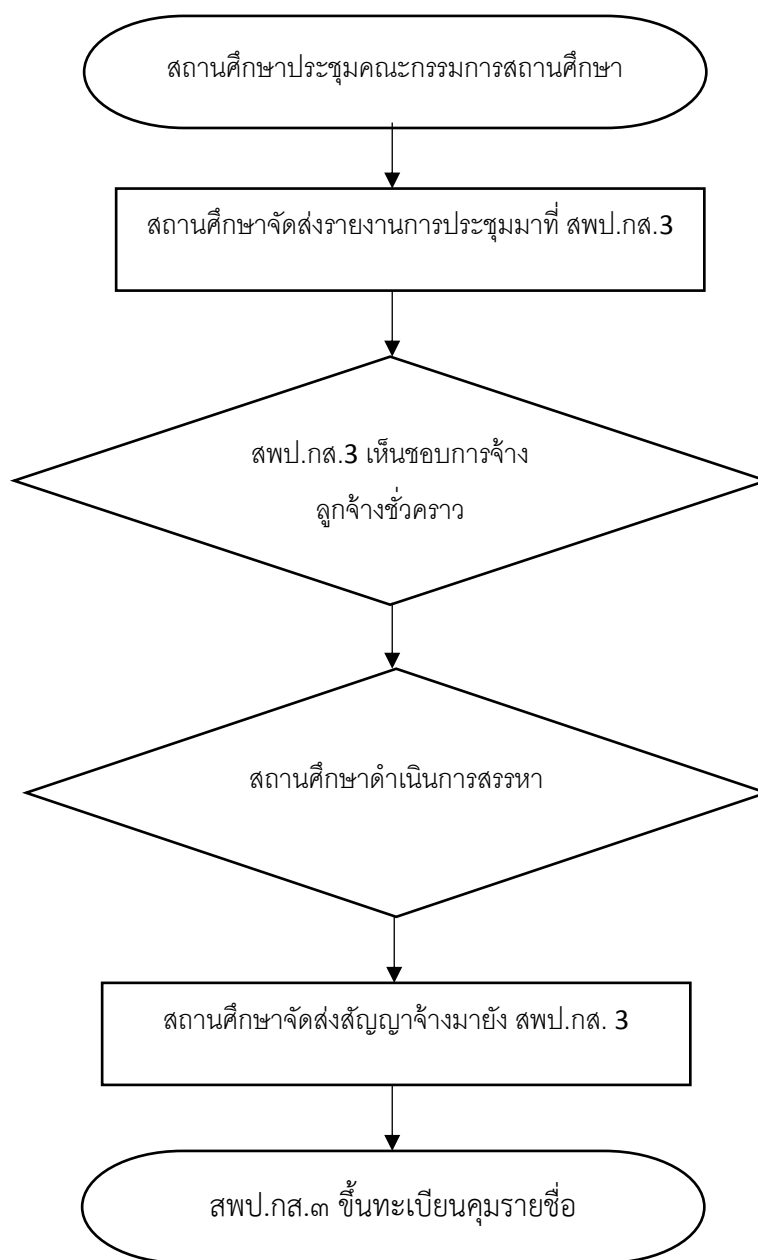 สถานศึกษาประชุมคณะกรรมการสถานศึกษา
สถานศึกษาจัดส่งรายงานการประชุมมาที่ สพป.กส.3
สพป.กส.3 เห็นชอบการจ้าง
ลูกจ้างชั่วคราว
สถานศึกษาดำเนินการสรรหา
สถานศึกษาจัดส่งสัญญาจ้างมายัง สพป.กส. 3
สพป.กส.๓ ขึ้นทะเบียนคุมรายชื่อ